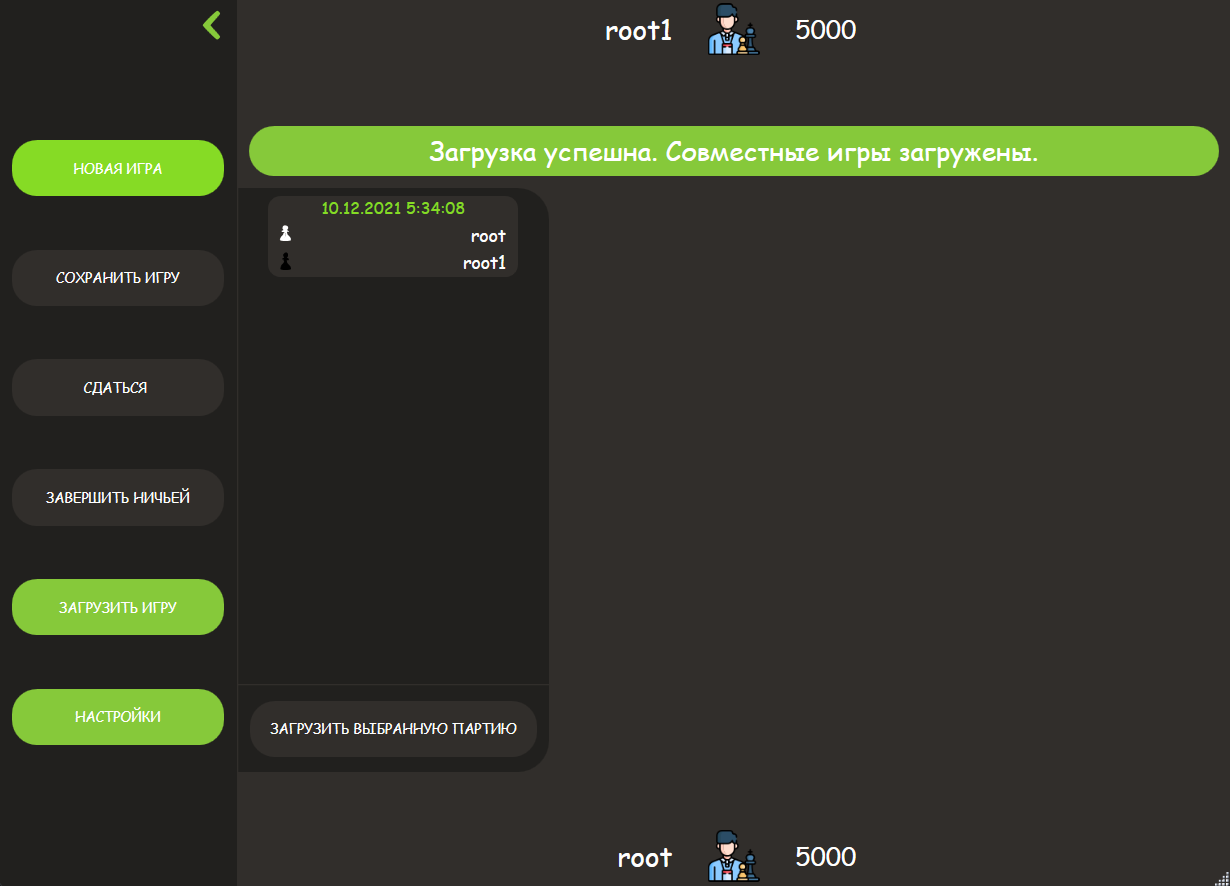 root1 5000
Загрузка успешна. Совместные игры загружены.
НОВАЯ ИГРА
СОХРАНИТЬ ИГРУ
СДАТЬСЯ
ЗАВЕРШИТЬ НИЧЬЕЙ
ЗАГРУЗИТЬ ИГРУ
НАСТРОЙКИ
10.12.2021 5:34:08
root
root1
ЗАГРУЗИТЬ ВЫБРАННУЮ ПАРТИЮ
root 5000